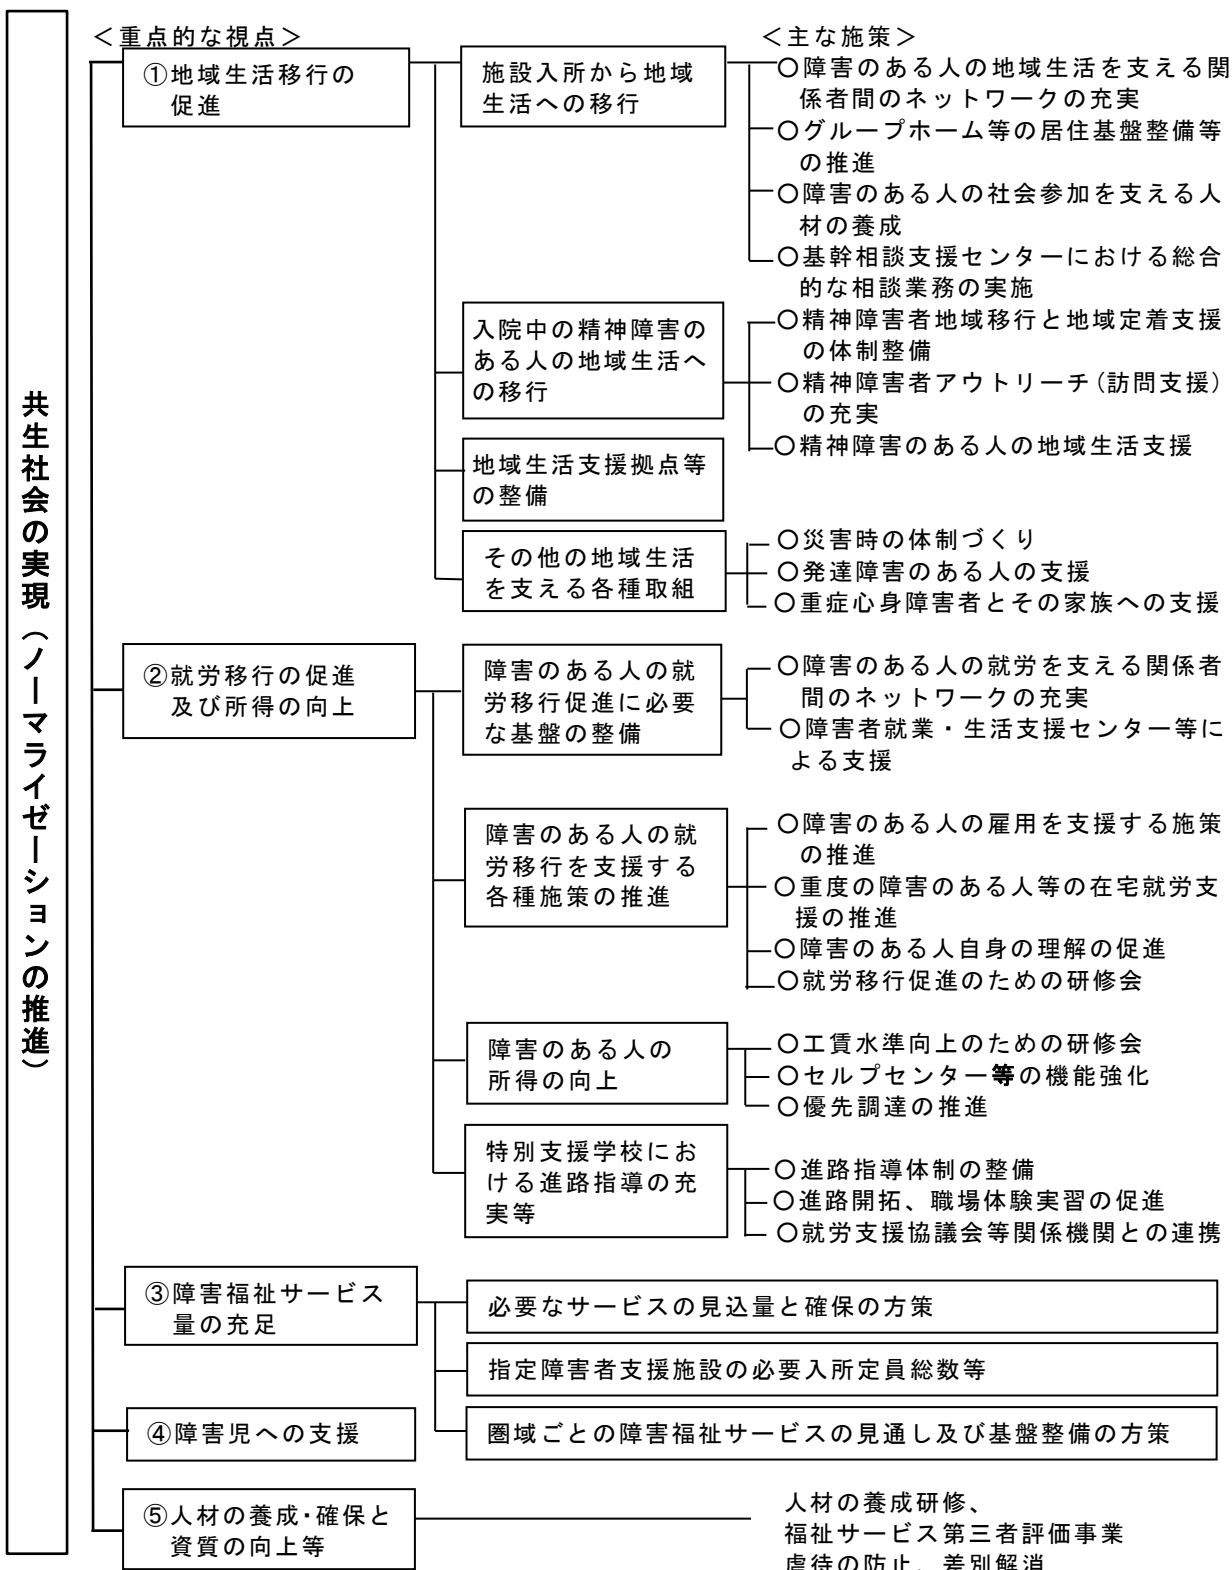 共生社会の実現（ノーマライゼーションの推進）
＜重点的な視点＞
＜主な施策＞
①地域生活移行の
促進
施設入所から地域
生活への移行
〇障害のある人の地域生活を支える関
係者間のネットワークの充実
〇グループホーム等の居住基盤整備等
の推進
〇障害のある人の社会参加を支える人
材の養成
〇基幹相談支援センターにおける総合
的な相談業務の実施
入院中の精神障害の
ある人の地域生活へ
の移行
〇精神障害者地域移行と地域定着支援
の体制整備
〇精神障害者アウトリーチ（訪問支援）
の充実
〇精神障害のある人の地域生活支援
地域生活支援拠点等
の整備
その他の地域生活
を支える各種取組
〇災害時の体制づくり
〇発達障害のある人の支援
〇重症心身障害者とその家族への支援
②就労移行の促進
及び所得の向上
障害のある人の就
労移行促進に必要
な基盤の整備
〇障害のある人の就労を支える関係者
間のネットワークの充実
〇障害者就業・生活支援センター等に
よる支援
障害のある人の就
労移行を支援する
各種施策の推進
〇障害のある人の雇用を支援する施策
の推進
〇重度の障害のある人等の在宅就労支
援の推進
〇障害のある人自身の理解の促進
〇就労移行促進のための研修会
障害のある人の
所得の向上
〇工賃水準向上のための研修会
〇セルプセンター等の機能強化
〇優先調達の推進
特別支援学校にお
ける進路指導の充
実等
〇進路指導体制の整備
〇進路開拓、職場体験実習の促進
〇就労支援協議会等関係機関との連携
③障害福祉サービス
量の充足
必要なサービスの見込量と確保の方策
指定障害者支援施設の必要入所定員総数等
圏域ごとの障害福祉サービスの見通し及び基盤整備の方策
④障害児への支援
⑤人材の養成・確保と
資質の向上等
人材の養成研修、
福祉サービス第三者評価事業
虐待の防止、差別解消